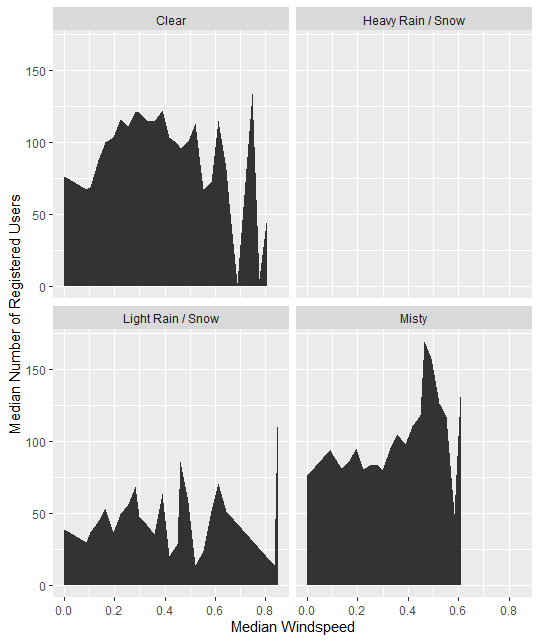 Clear
Heavy Rain / Snow
150
100
50
0
Light Rain / Snow
Misty
150
100
50
0
0.0 0.2 0.4 0.6 0.8
0.0 0.2 0.4 0.6 0.8
Median Windspeed
Median Number of Registered Users